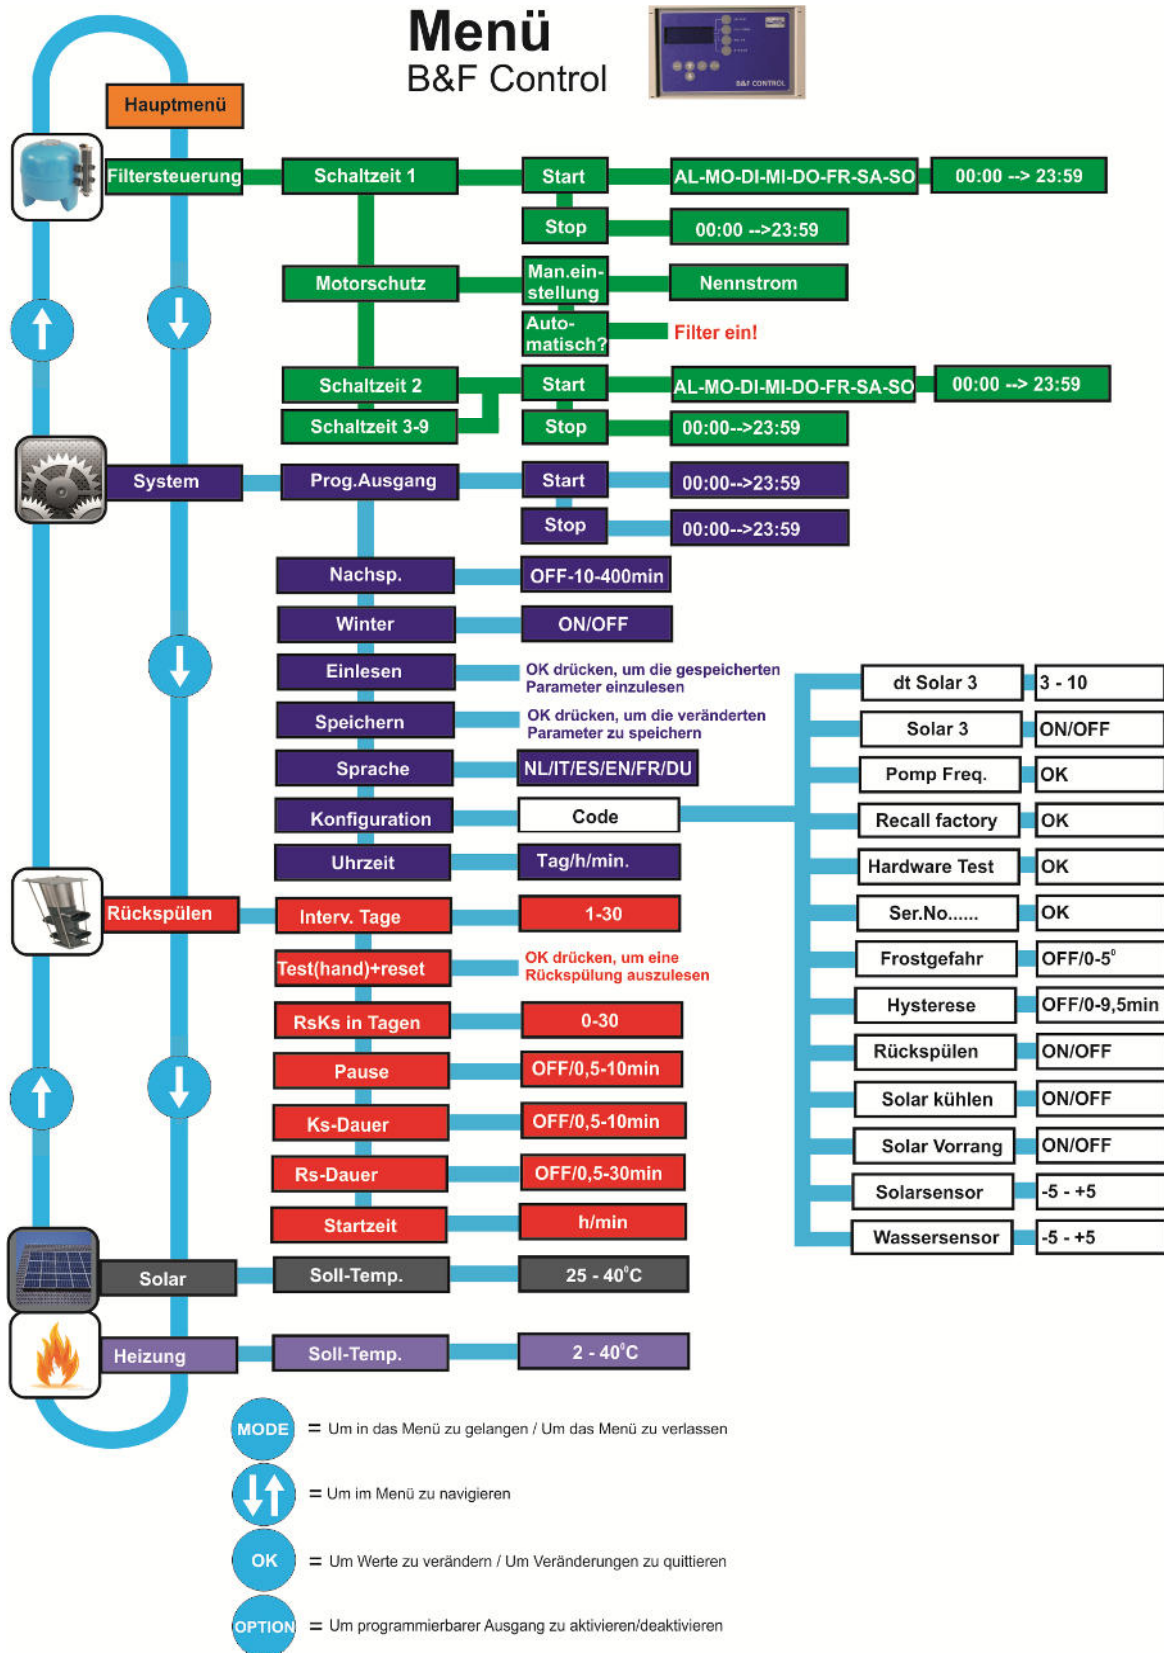 Menü
B&F Control
B&F CONTROL
Hauptmenü
Filtersteuerung
Schaltzeit 1
Start
AL-MO-DI-MI-DO-FR-SA-SO
00:00 --> 23:59
Stop
00:00 -->23:59
Motorschutz
Man.ein-
stellung
Nennstrom
Auto-
matisch?
Filter ein!
Schaltzeit 2
Start
AL-MO-DI-MI-DO-FR-SA-SO
00:00 --> 23:59
Schaltzeit 3-9
Stop
00:00-->23:59
System
Prog.Ausgang
Start
00:00-->23:59
Stop
00:00-->23:59
Nachsp.
OFF-10-400min
Winter
ON/OFF
Einlesen
OK drücken, um die gespeicherten
Parameter einzulesen
Speichern
OK drücken, um die veränderten
Parameter zu speichern
Sprache
NL/IT/ES/EN/FR/DU
Konfiguration
Code
Uhrzeit
Tag/h/min.
dt Solar 3
3 - 10
Solar 3
ON/OFF
Pomp Freq.
OK
Recall factory
OK
Hardware Test
OK
Ser.No......
OK
Frostgefahr
OFF/0-5⁰
Hysterese
OFF/0-9,5min
Rückspülen
ON/OFF
Solar kühlen
ON/OFF
Solar Vorrang
ON/OFF
Solarsensor
-5 - +5
Wassersensor
-5 - +5
Rückspülen
Interv. Tage
1-30
Test(hand)+reset
OK drücken, um eine
Rückspülung auszulesen
RsKs in Tagen
0-30
Pause
OFF/0,5-10min
Ks-Dauer
OFF/0,5-10min
Rs-Dauer
OFF/0,5-30min
Startzeit
h/min
Solar
Soll-Temp.
25 - 40⁰C
Heizung
Soll-Temp.
2 - 40⁰C
MODE = Um in das Menü zu gelangen / Um das Menü zu verlassen
↓↑ = Um im Menü zu navigieren
OK = Um Werte zu verändern / Um Veränderungen zu quittieren
OPTION = Um programmierbarer Ausgang zu aktivieren/deaktivieren